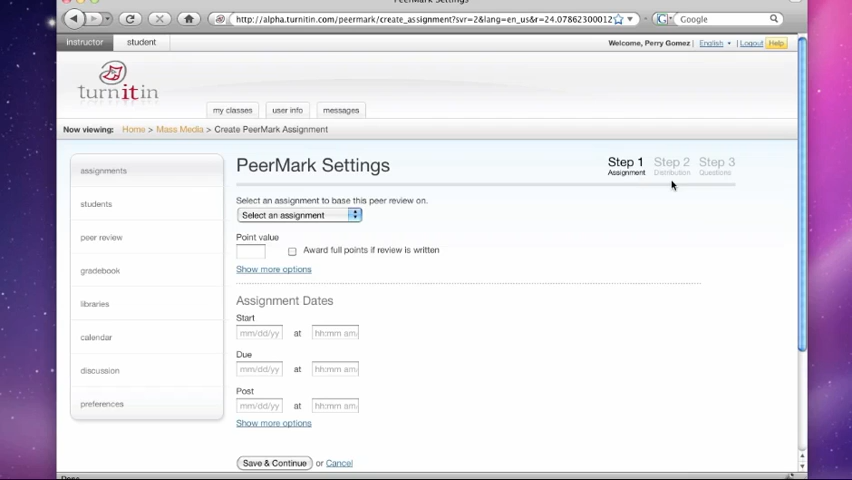 PeerMark Settings
http://alpha.turnitin.com/peermark/create_assignment?svr=2&lang=en_us&r=24.07862300012
Google
instructor
student
Welcome, Perry Gomez | English | Logout Help
turnitin
my classes
user info
messages
Now viewing: Home > Mass Media > Create PeerMark Assignment
assignments
students
peer review
gradebook
libraries
calendar
discussion
preferences
PeerMark Settings
Step 1
Assignment
Step 2
Distribution
Step 3
Questions
Select an assignment to base this peer review on.
Select an assignment
Point value
Award full points if review is written
Show more options
Assignment Dates
Start
mm/dd/yy at hh:mm am/
Due
mm/dd/yy at hh:mm am/
Post
mm/dd/yy at hh:mm am/
Show more options
Save & Continue or Cancel